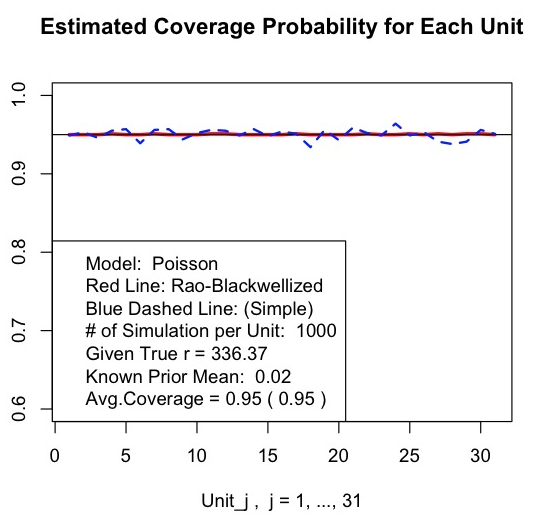 Estimated Coverage Probability for Each Unit
1.0
0.9
0.8
0.7
0.6
Model:  Poisson
Red Line: Rao-Blackwellized
Blue Dashed Line: (Simple)
# of Simulation per Unit:  1000
Given True r = 336.37
Known Prior Mean:  0.02
Avg.Coverage = 0.95 ( 0.95 )
0 5 10 15 20 25 30
Unit_j ,  j = 1, ..., 31